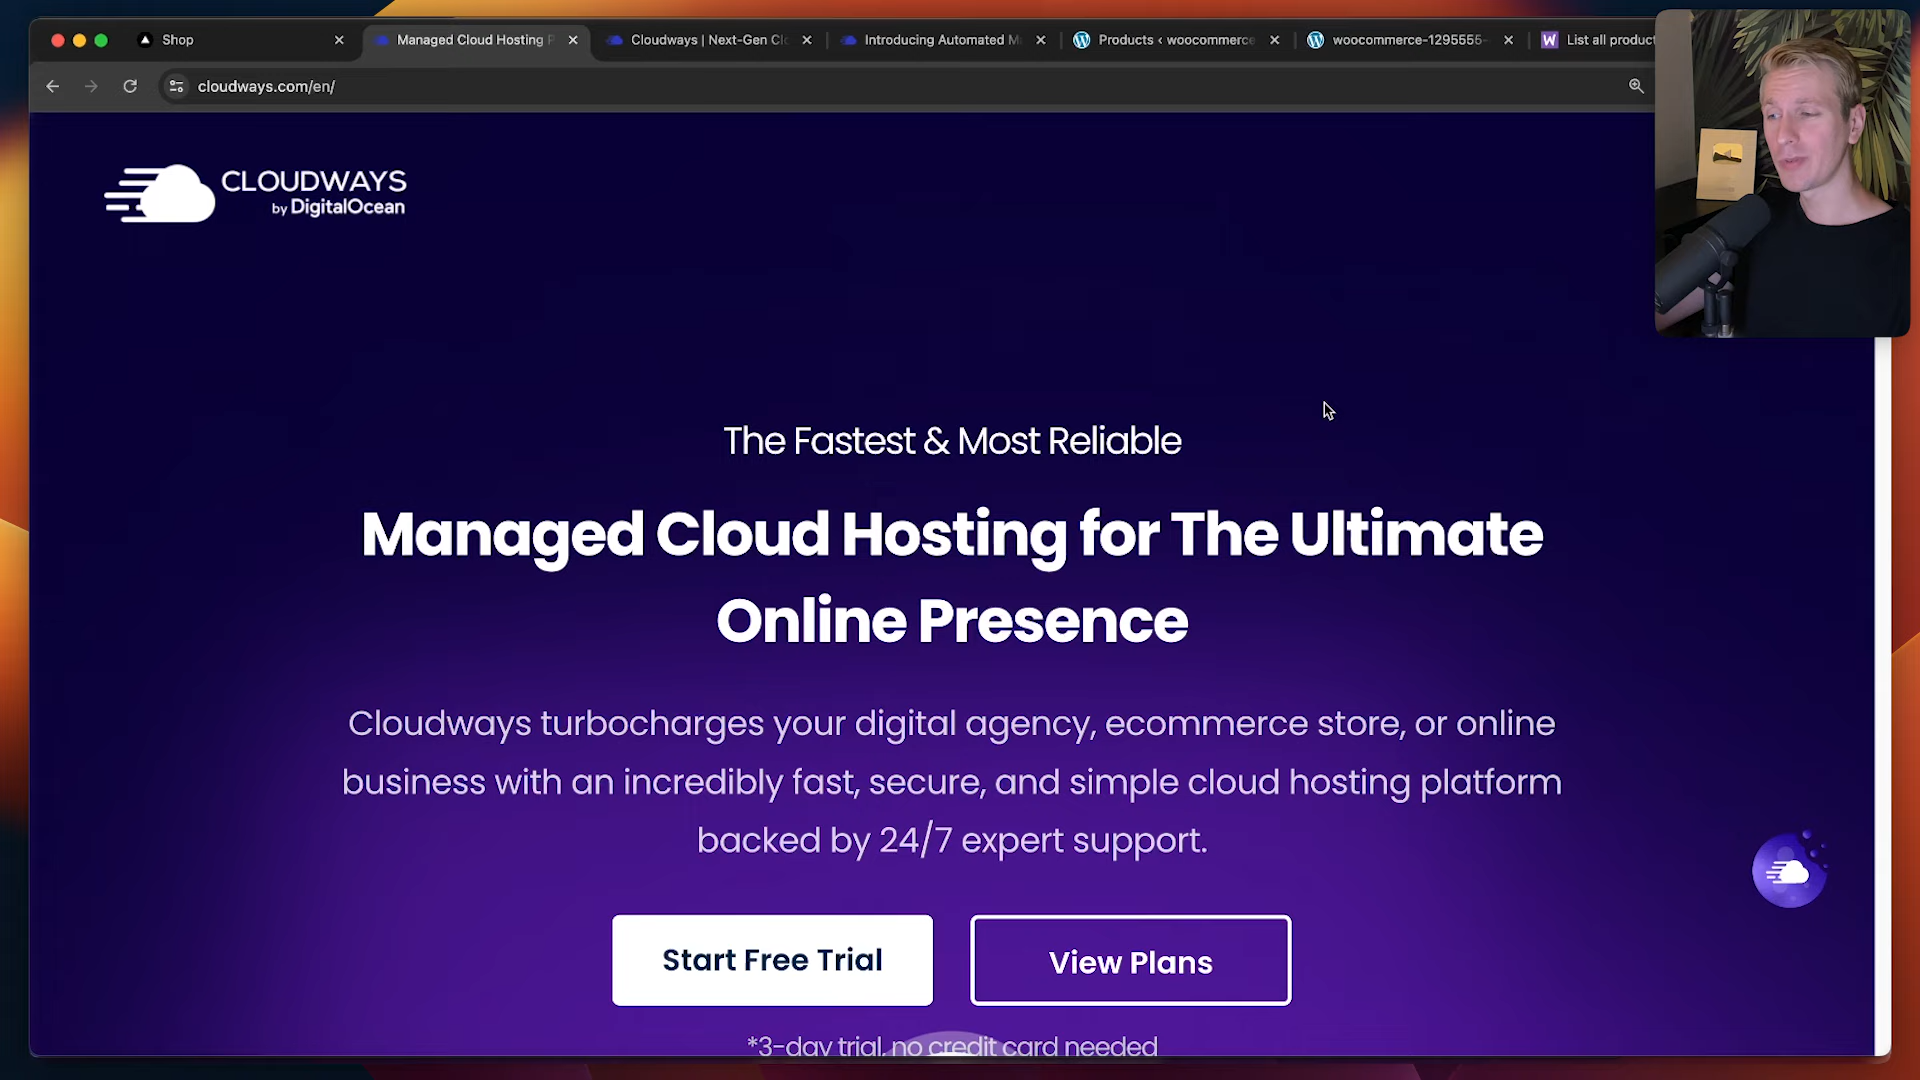 Shop
Managed Cloud Hosting P
Cloudways | Next-Gen Clo
Introducing Automated M
Products ‹ woocommerce
woocommerce-1295555-
List all product
cloudways.com/en/
CLOUDWAYS
by DigitalOcean
The Fastest & Most Reliable
Managed Cloud Hosting for The Ultimate
Online Presence
Cloudways turbocharges your digital agency, ecommerce store, or online
business with an incredibly fast, secure, and simple cloud hosting platform
backed by 24/7 expert support.
Start Free Trial
View Plans
*3-day trial, no credit card needed